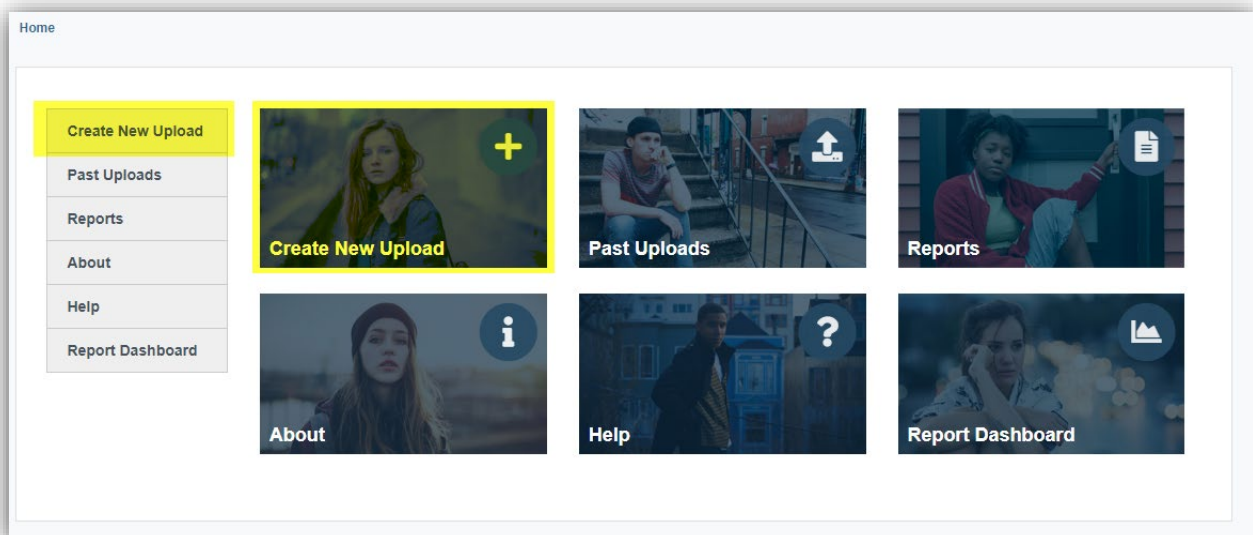 Home
Create New Upload
Past Uploads
Reports
About
Help
Report Dashboard
Create New Upload
Past Uploads
Reports
About
Help
Report Dashboard